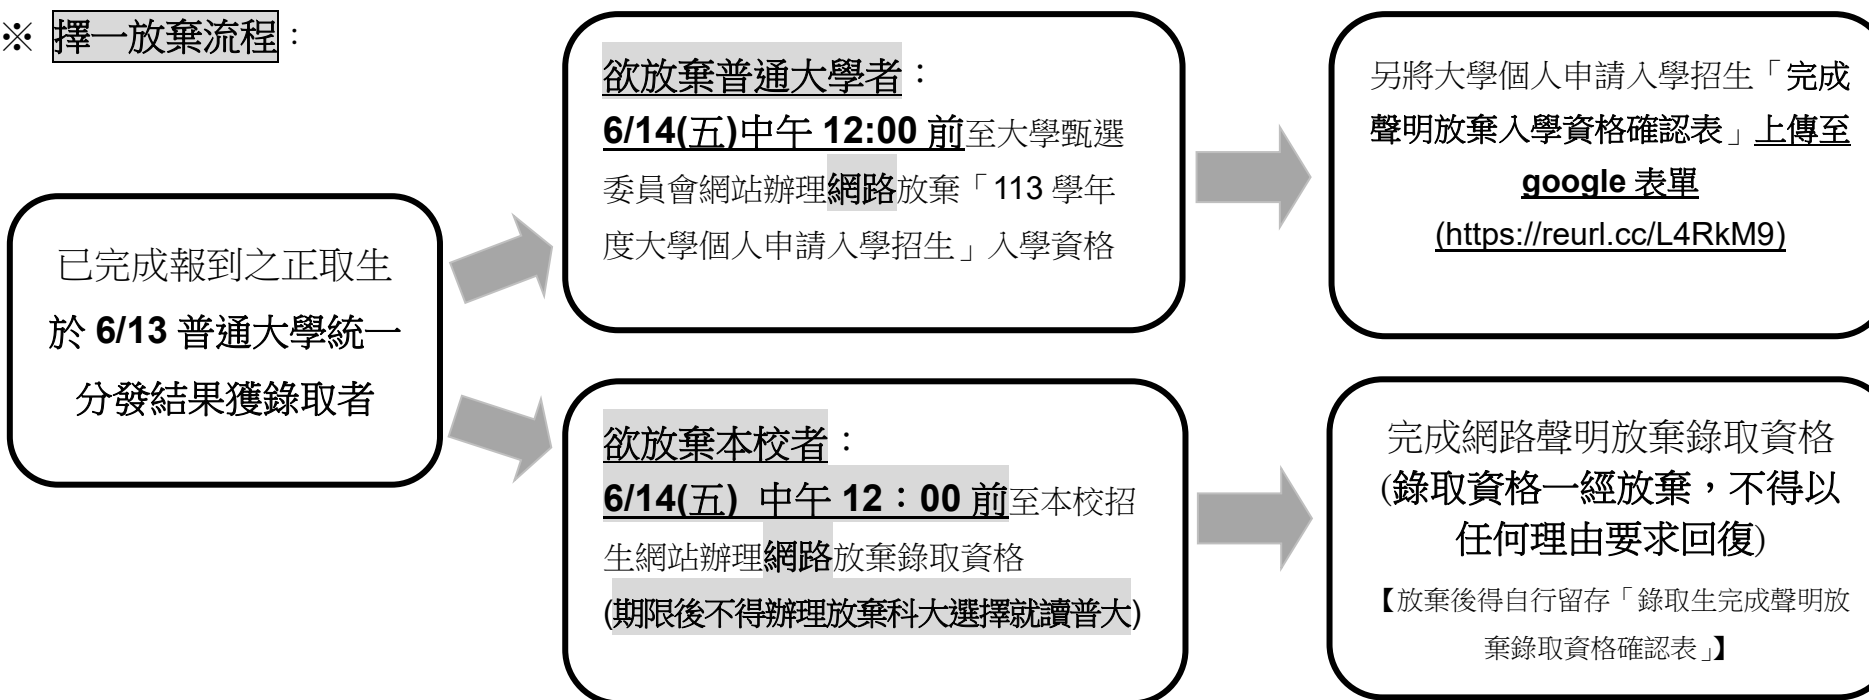 ※ 擇一放棄流程：
已完成報到之正取生
於 6/13 普通大學統一
分發結果獲錄取者
欲放棄普通大學者：
6/14(五)中午 12:00 前至大學甄選
委員會網站辦理網路放棄「113 學年
度大學個人申請入學招生」入學資格
另將大學個人申請入學招生「完成
聲明放棄入學資格確認表」上傳至
google 表單
(https://reurl.cc/L4RkM9)
欲放棄本校者：
6/14(五) 中午 12：00 前至本校招
生網站辦理網路放棄錄取資格
(期限後不得辦理放棄科大選擇就讀普大)
完成網路聲明放棄錄取資格
(錄取資格一經放棄，不得以
任何理由要求回復)
【放棄後得自行留存「錄取生完成聲明放
棄錄取資格確認表」】